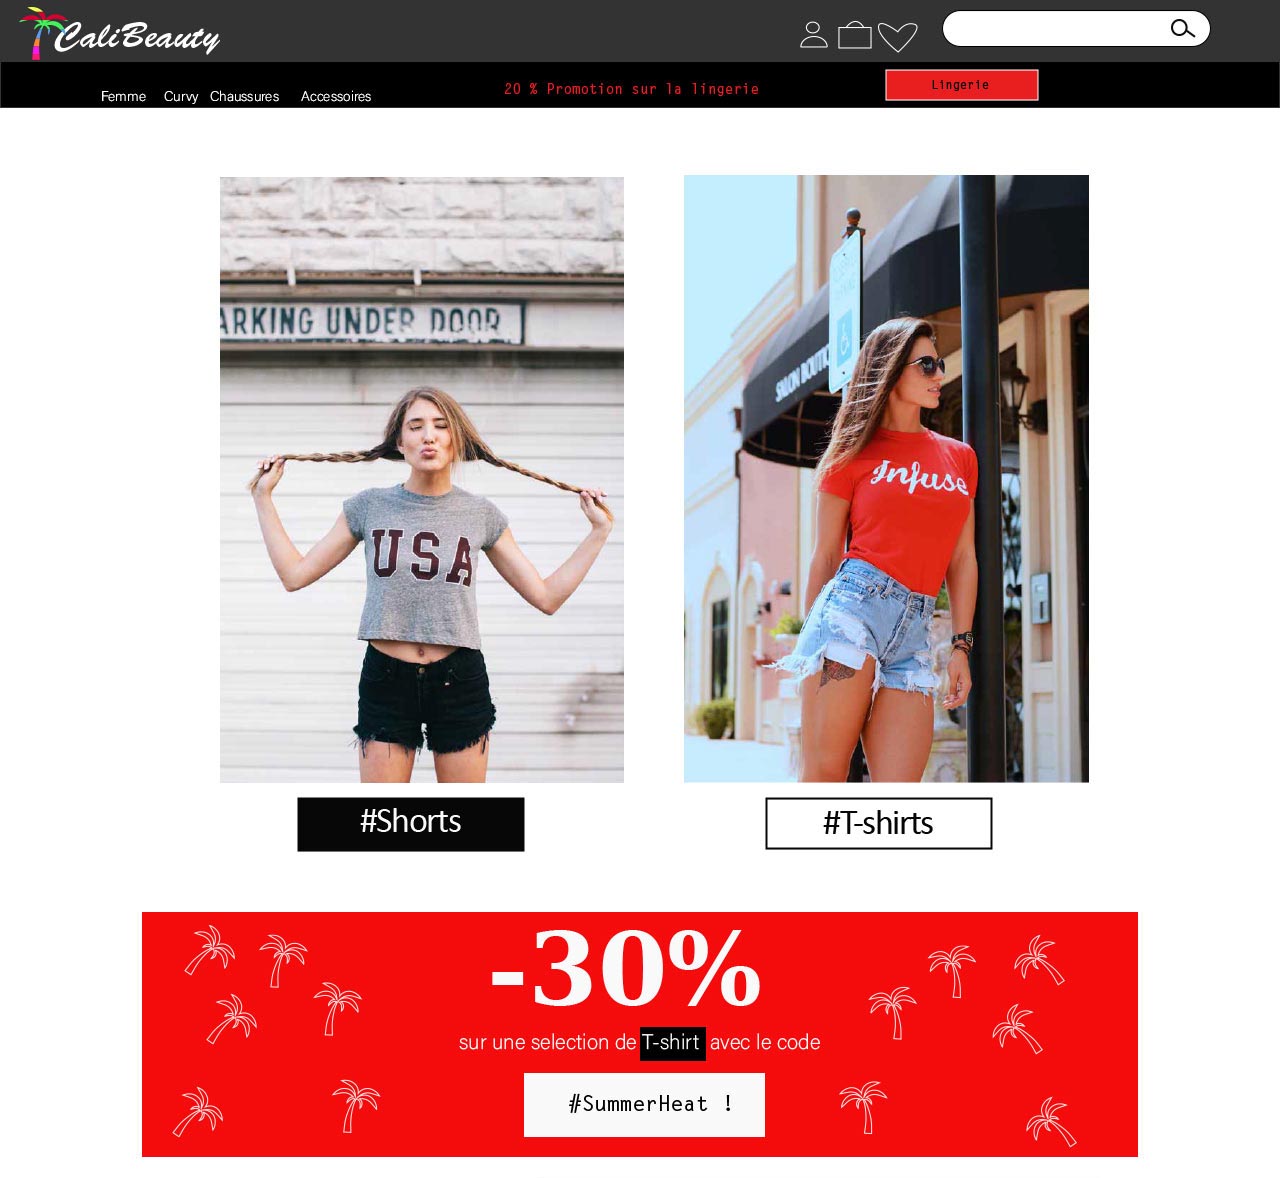 CaliBeauty
Femme Curvy Chaussures Accessoires
20 % Promotion sur la lingerie
Lingerie
ARKING UNDER DOOR
SALON BOUTI
USA
Infuse
#Shorts
#T-shirts
-30%
sur une selection de T-shirt avec le code
#SummerHeat !